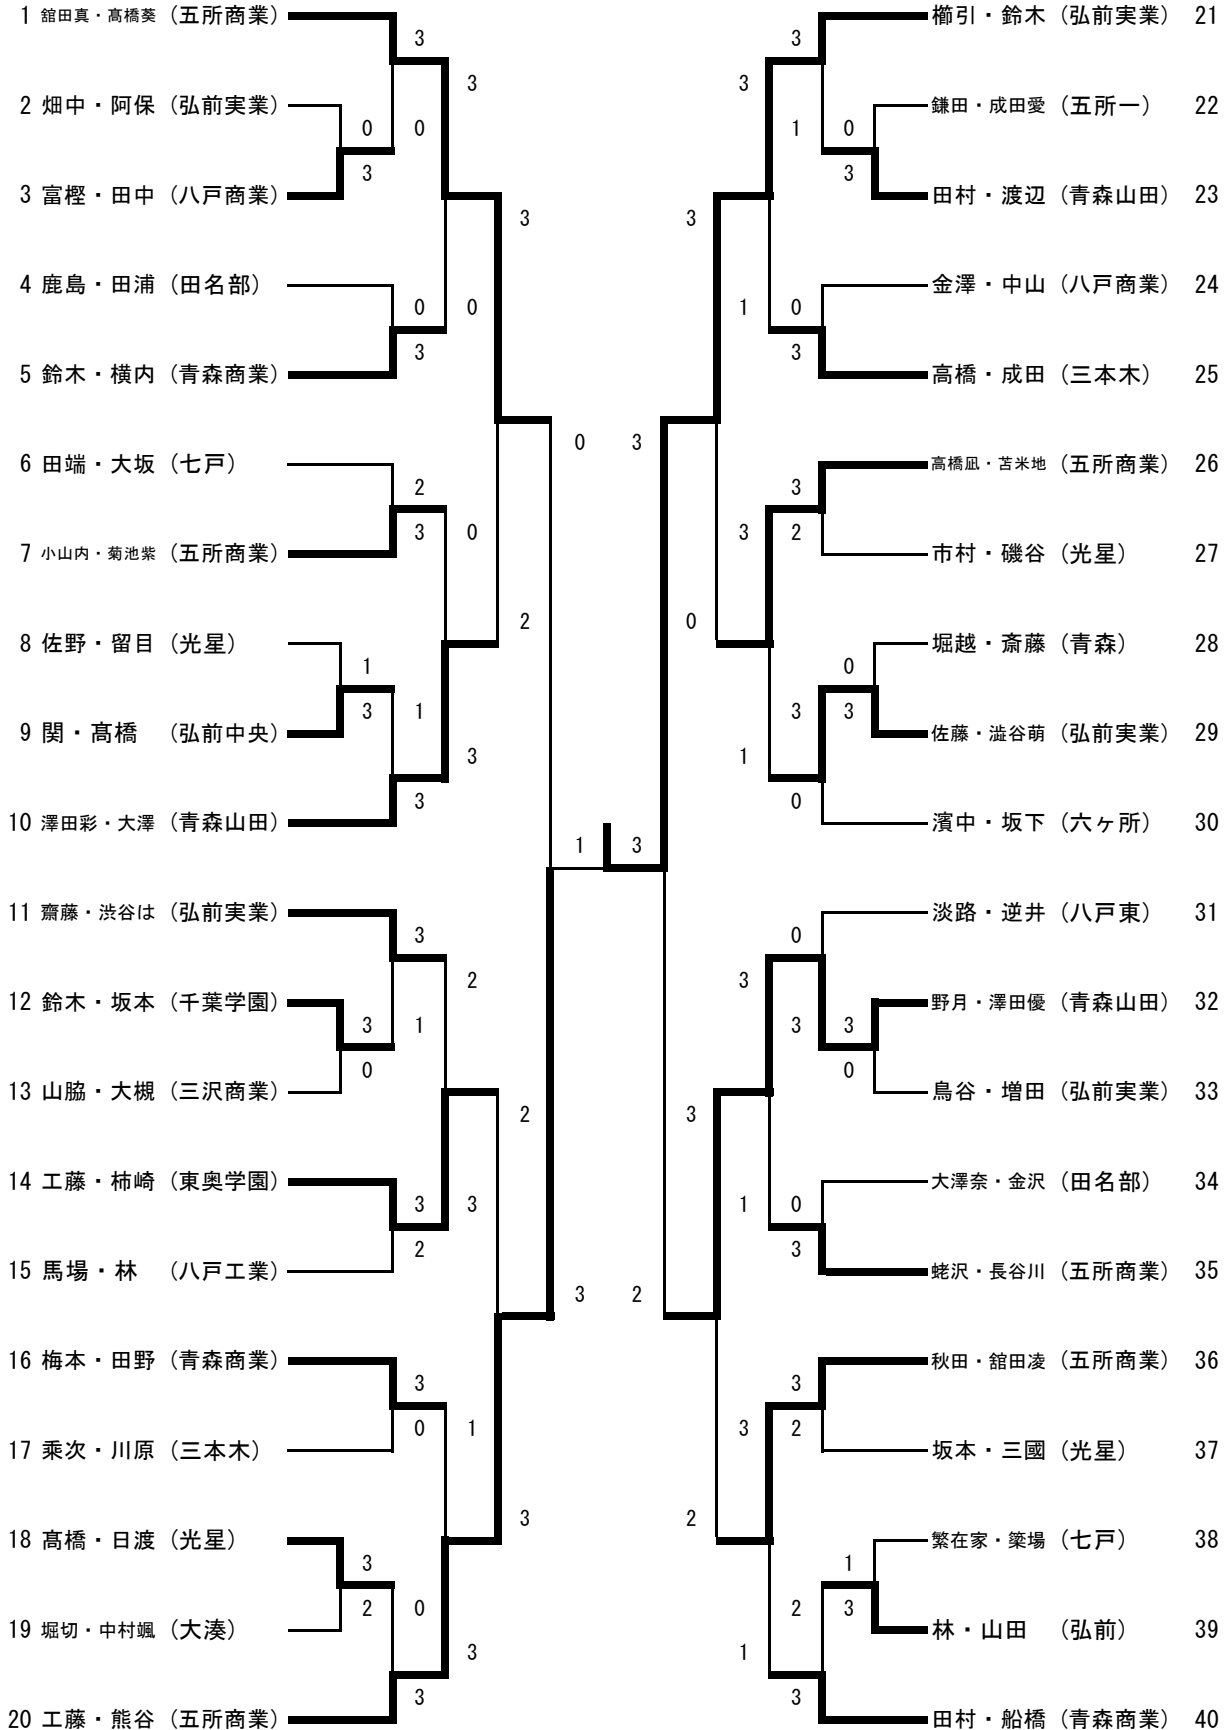 1 舘田真・髙橋葵 (五所商業)
2 畑中・阿保 (弘前実業)
3 富樫・田中 (八戸商業)
4 鹿島・田浦 (田名部)
5 鈴木・横内 (青森商業)
6 田端・大坂 (七戸)
7 小山内・菊池紫 (五所商業)
8 佐野・留目 (光星)
9 関・髙橋 (弘前中央)
10 澤田彩・大澤 (青森山田)
11 齋藤・渋谷は (弘前実業)
12 鈴木・坂本 (千葉学園)
13 山脇・大槻 (三沢商業)
14 工藤・柿崎 (東奥学園)
15 馬場・林 (八戸工業)
16 梅本・田野 (青森商業)
17 乘次・川原 (三本木)
18 髙橋・日渡 (光星)
19 堀切・中村颯 (大湊)
20 工藤・熊谷 (五所商業)
3
3
0 0
3
3
0 0
3
2
3 0
2
1
3 1
3
3
3
2
3 1
0
2
3 3
2
3
0 1
3
3
2 0
3
3
0
1
3
3
3
3
1 0
3
3
1 0
3
3
3 2
0
0
3 3
1
0
0
3
3 3
0
3
1 0
3
3
3 2
2
1
2 3
1
3
3
3
2
櫛引・鈴木 (弘前実業) 21
鎌田・成田愛 (五所一) 22
田村・渡辺 (青森山田) 23
金澤・中山 (八戸商業) 24
高橋・成田 (三本木) 25
高橋凪・苫米地 (五所商業) 26
市村・磯谷 (光星) 27
堀越・斎藤 (青森) 28
佐藤・澁谷萌 (弘前実業) 29
濱中・坂下 (六ヶ所) 30
淡路・逆井 (八戸東) 31
野月・澤田優 (青森山田) 32
鳥谷・増田 (弘前実業) 33
大澤奈・金沢 (田名部) 34
蛯沢・長谷川 (五所商業) 35
秋田・舘田凌 (五所商業) 36
坂本・三國 (光星) 37
繁在家・簗場 (七戸) 38
林・山田 (弘前) 39
田村・船橋 (青森商業) 40